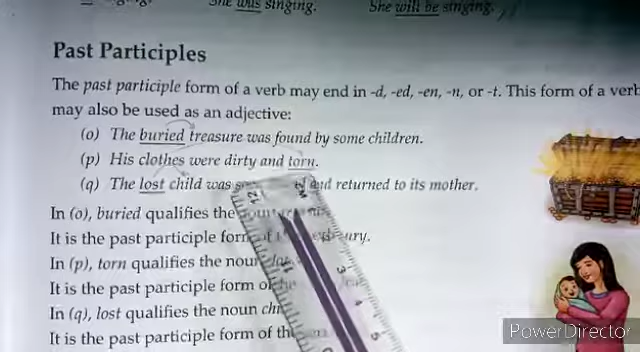 She was singing. She will be singing.
Past Participles
The past participle form of a verb may end in -d, -ed, -en, -n, or -t. This form of a verb
may also be used as an adjective:
(o) The buried treasure was found by some children.
(p) His clothes were dirty and torn.
(q) The lost child was and returned to its mother.
In (o), buried qualifies the
It is the past participle form of
In (p), torn qualifies the noun
It is the past participle form of
In (q), lost qualifies the noun
It is the past participle form of
PowerDirector